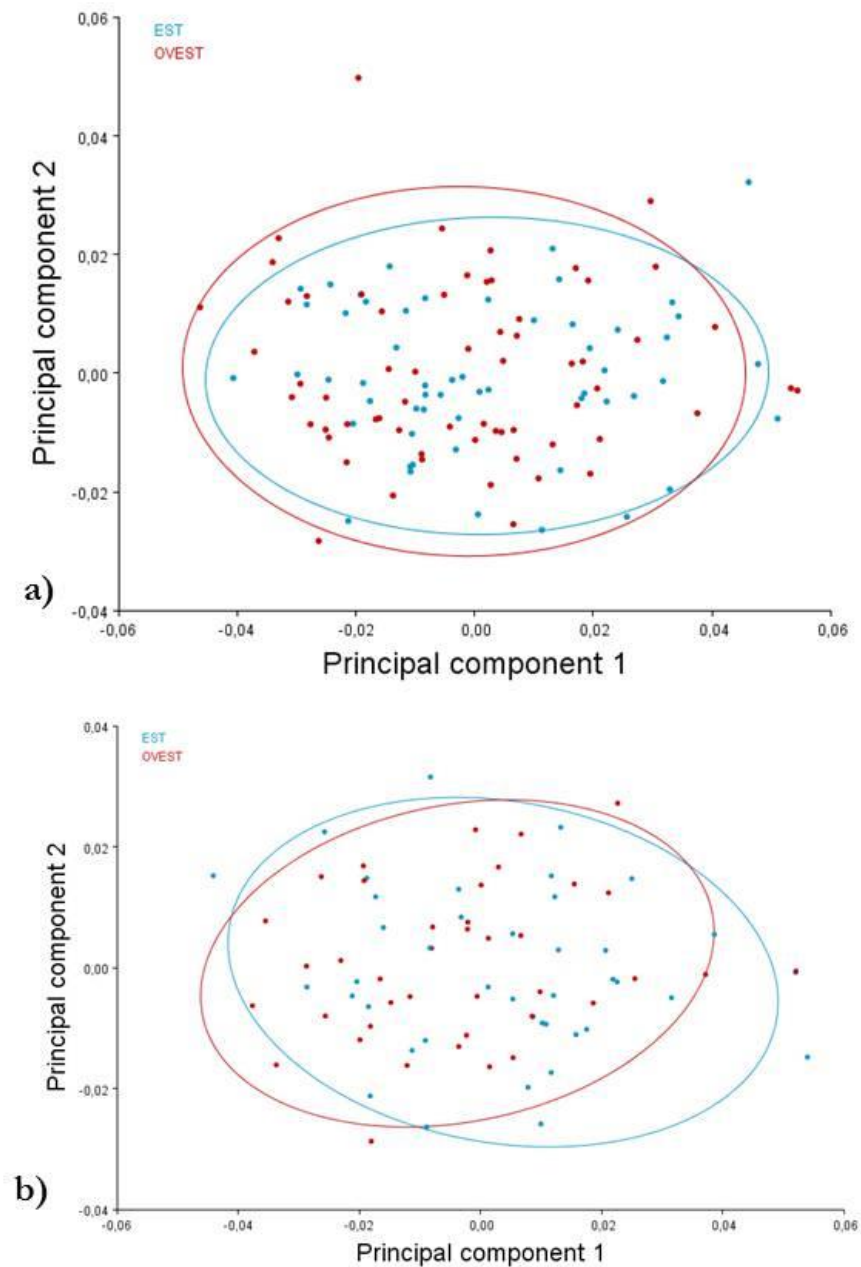 EST
OVEST
0,06
0,04
0,02
0,00
-0,02
-0,04
Principal component 2
-0,06 -0,04 -0,02 0,00 0,02 0,04 0,06
Principal component 1
a)
EST
OVEST
0,04
0,02
0,00
-0,02
-0,04
Principal component 2
-0,06 -0,04 -0,02 0,00 0,02 0,04 0,06
Principal component 1
b)